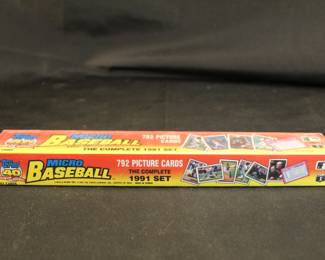 Topps
MICRO
BASEBALL
792 PICTURE CARDS
THE COMPLETE 1991 SET
Topps
40
MICRO
BASEBALL
792 PICTURE CARDS
THE COMPLETE
1991 SET